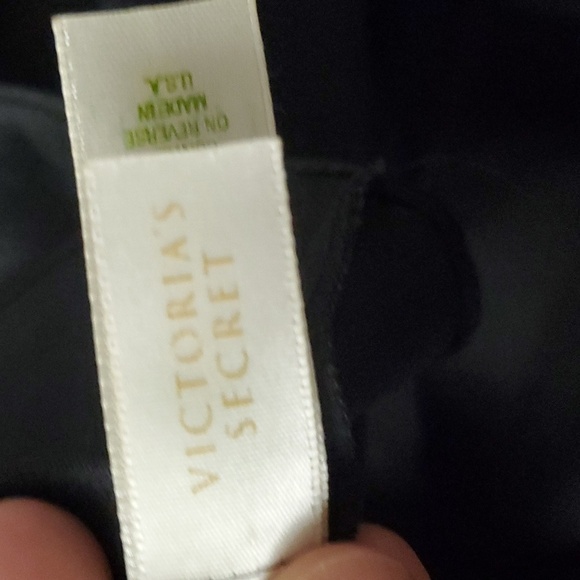 VICTORIA'S
SECRET
ON REVERSE
MADE IN
U.S.A.